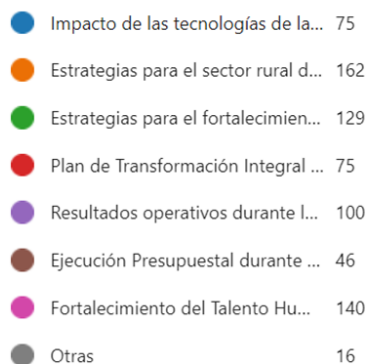 Impacto de las tecnologías de la... 75
Estrategias para el sector rural d... 162
Estrategias para el fortalecimien... 129
Plan de Transformación Integral ... 75
Resultados operativos durante l... 100
Ejecución Presupuestal durante ... 46
Fortalecimiento del Talento Hu... 140
Otras 16